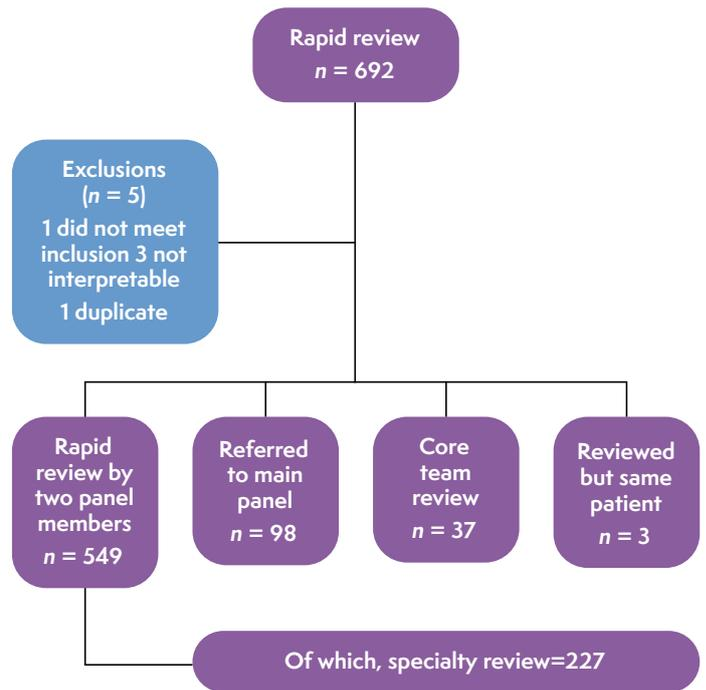 Rapid review
n = 692
Exclusions
(n = 5)
1 did not meet
inclusion 3 not
interpretable
1 duplicate
Rapid
review by
two panel
members
n = 549
Referred
to main
panel
n = 98
Core
team
review
n = 37
Reviewed
but same
patient
n = 3
Of which, specialty review=227